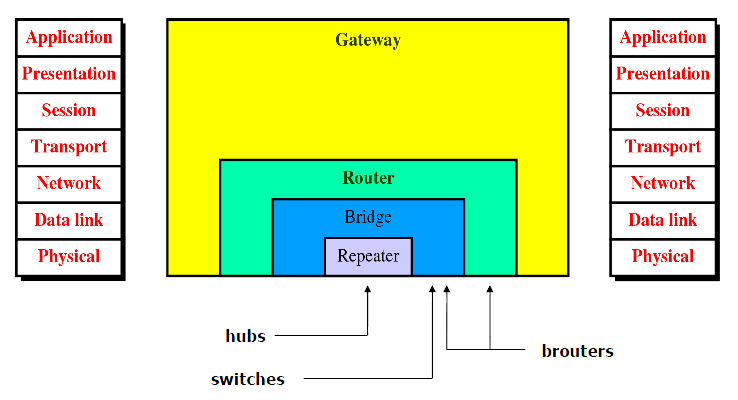 Application
Presentation
Session
Transport
Network
Data link
Physical
Gateway
Router
Bridge
Repeater
Application
Presentation
Session
Transport
Network
Data link
Physical
hubs
switches
brouters